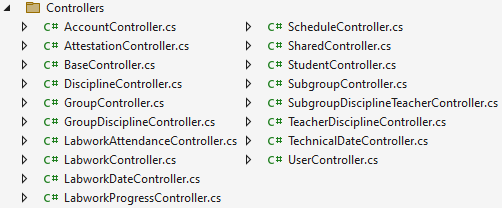 Controllers
C# AccountController.cs
C# AttestationController.cs
C# BaseController.cs
C# DisciplineController.cs
C# GroupController.cs
C# GroupDisciplineController.cs
C# LabworkAttendanceController.cs
C# LabworkController.cs
C# LabworkDateController.cs
C# LabworkProgressController.cs
C# ScheduleController.cs
C# SharedController.cs
C# StudentController.cs
C# SubgroupController.cs
C# SubgroupDisciplineTeacherController.cs
C# TeacherDisciplineController.cs
C# TechnicalDateController.cs
C# UserController.cs